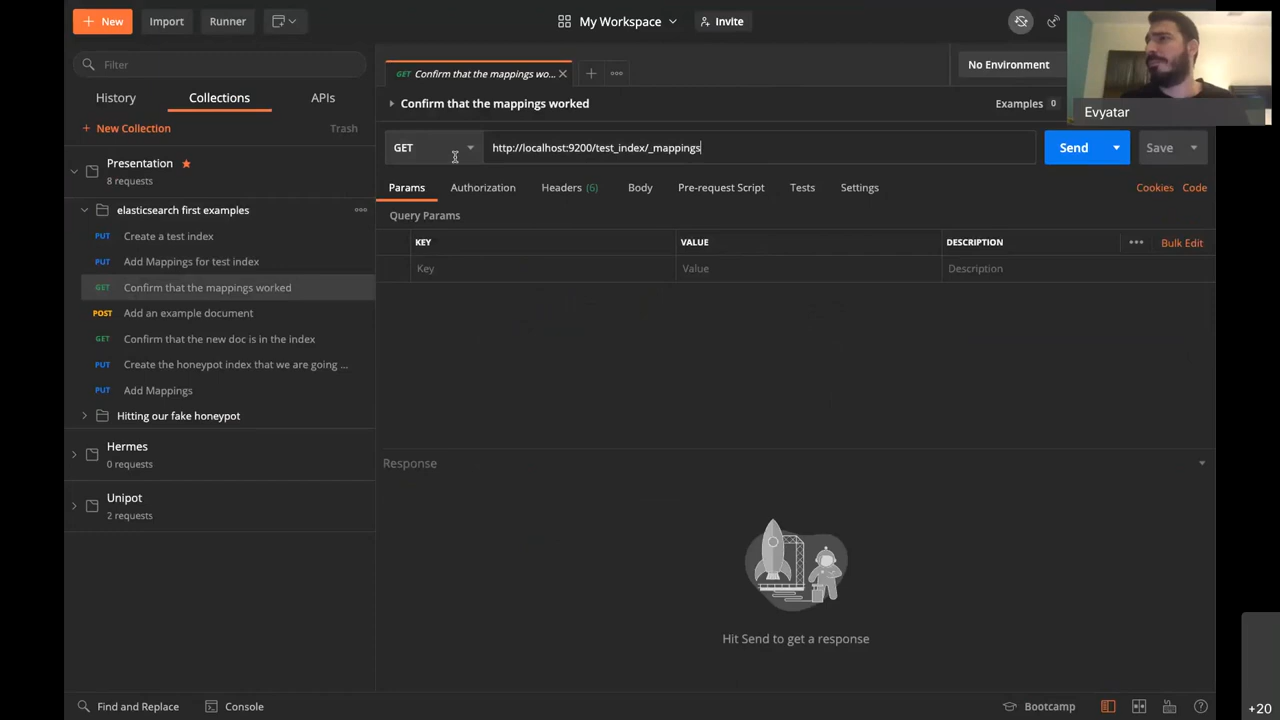 New
Import
Runner
My Workspace
Invite
Filter
No Environment
GET Confirm that the mappings wo...
Evyatar
History
Collections
APIs
Confirm that the mappings worked
Examples 0
+ New Collection
Trash
GET
http://localhost:9200/test_index/_mappings
Send
Save
Presentation
8 requests
Params
Authorization
Headers (6)
Body
Pre-request Script
Tests
Settings
Cookies
Code
elasticsearch first examples
Query Params
PUT Create a test index
KEY
VALUE
DESCRIPTION
Bulk Edit
PUT Add Mappings for test index
Key
Value
Description
GET Confirm that the mappings worked
POST Add an example document
GET Confirm that the new doc is in the index
PUT Create the honeypot index that we are going ...
PUT Add Mappings
Hitting our fake honeypot
Hermes
0 requests
Response
Unipot
2 requests
Hit Send to get a response
Find and Replace
Console
Bootcamp
+20